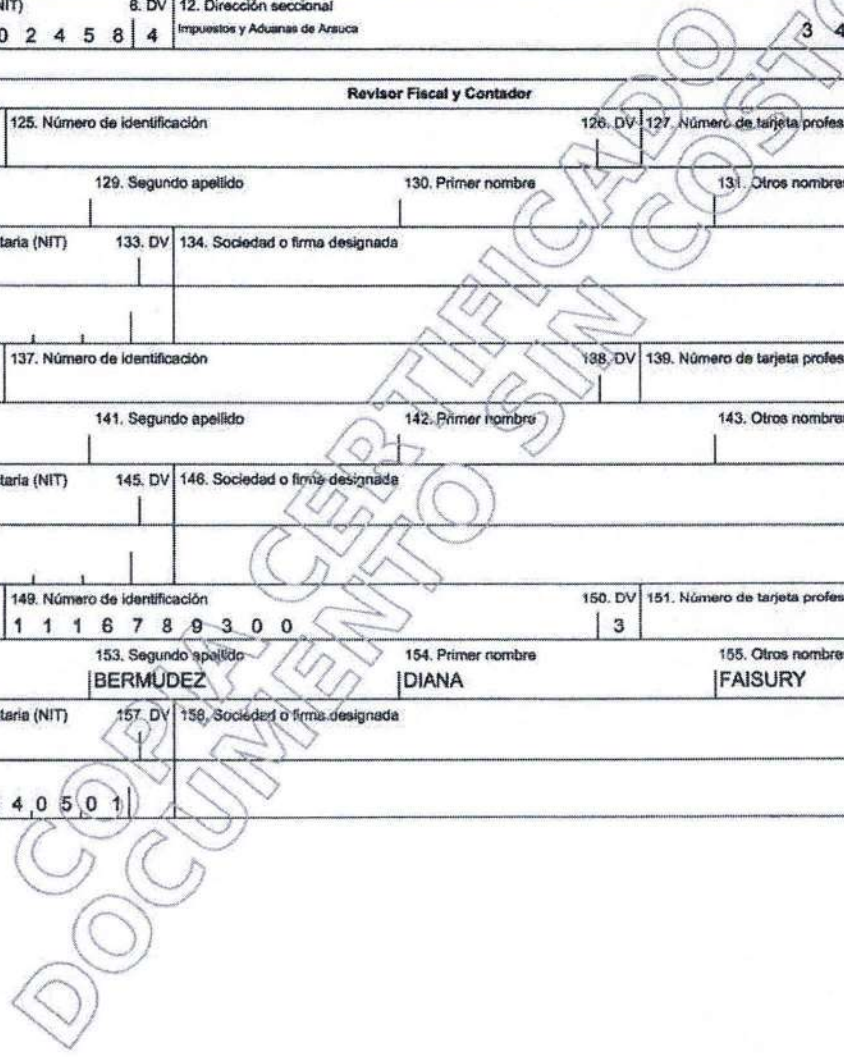 NIT) 6. DV 12. Dirección seccional
0 2 4 5 8 4 Impuestos y Aduanas de Arauca 3 4
Revisor Fiscal y Contador
125. Número de identificación 126. DV 127. Número de tarjeta profes
129. Segundo apellido 130. Primer nombre 131. Otros nombres
taria (NIT) 133. DV 134. Sociedad o firma designada
137. Número de identificación 138. DV 139. Número de tarjeta profes
141. Segundo apellido 142. Primer nombre 143. Otros nombres
taria (NIT) 145. DV 146. Sociedad o firma designada
149. Número de identificación 150. DV 151. Número de tarjeta profes
1 1 1 6 7 8 9 3 0 0 3
153. Segundo apellido 154. Primer nombre 155. Otros nombre
BERMUDEZ DIANA FAISURY
taria (NIT) 157. DV 158. Sociedad o firma designada
4 0 5 0 1
COPIA CERTIFICADO
DOCUMENTO SIN COSTO